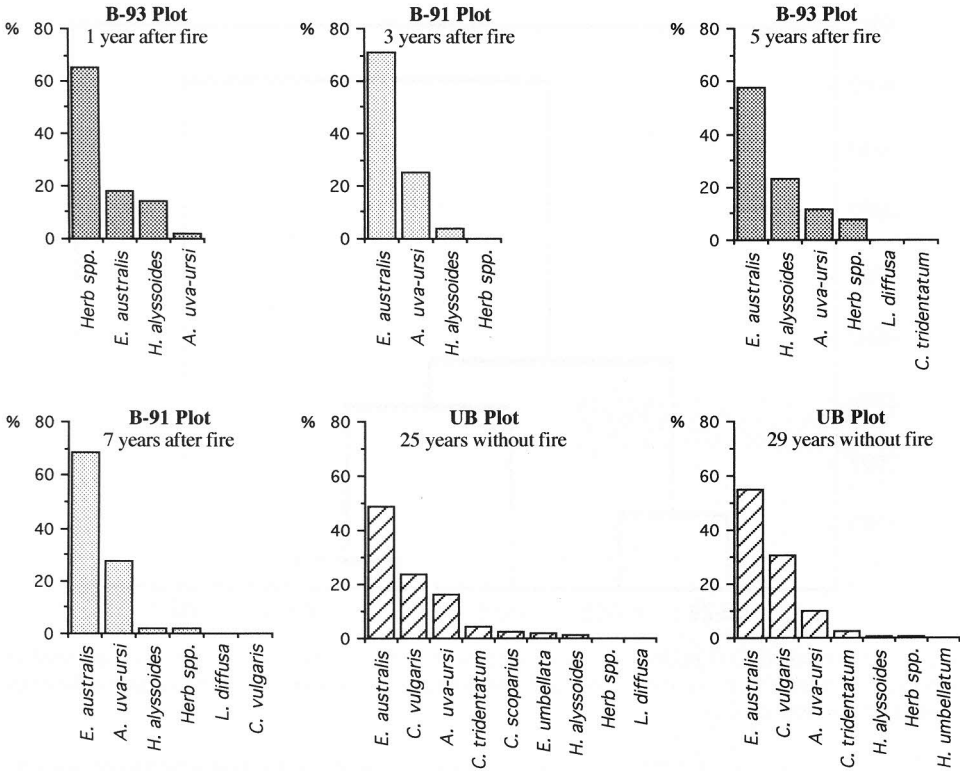 B-93 Plot
1 year after fire
%
80
60
40
20
0
Herb spp.
E. australis
H. alyssoides
A. uva-ursi
B-91 Plot
3 years after fire
%
80
60
40
20
0
E. australis
A. uva-ursi
H. alyssoides
Herb spp.
B-93 Plot
5 years after fire
%
80
60
40
20
0
E. australis
H. alyssoides
A. uva-ursi
Herb spp.
L. diffusa
C. tridentatum
B-91 Plot
7 years after fire
%
80
60
40
20
0
E. australis
A. uva-ursi
H. alyssoides
Herb spp.
L. diffusa
C. vulgaris
UB Plot
25 years without fire
%
80
60
40
20
0
E. australis
C. vulgaris
A. uva-ursi
C. tridentatum
C. scoparius
E. umbellata
H. alyssoides
Herb spp.
L. diffusa
UB Plot
29 years without fire
%
80
60
40
20
0
E. australis
C. vulgaris
A. uva-ursi
C. tridentatum
H. alyssoides
Herb spp.
H. umbellatum